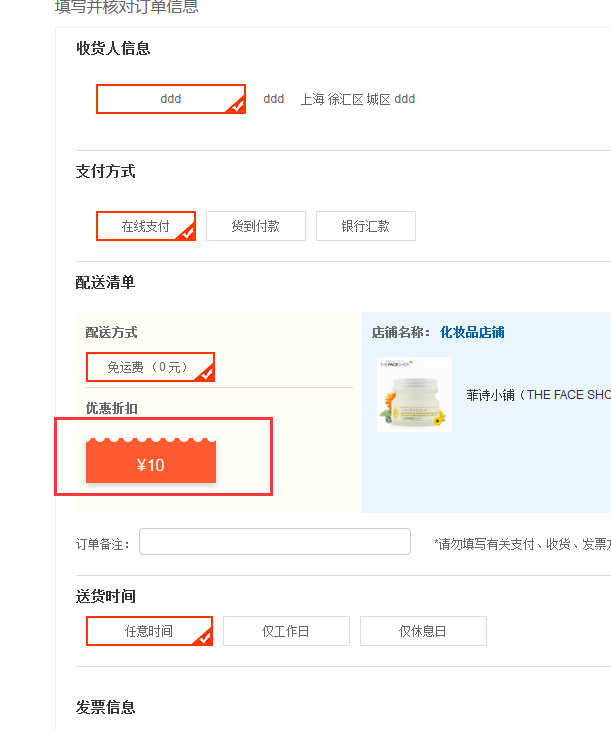 填写并核对订单信息
收货人信息
ddd ddd 上海 徐汇区 城区 ddd
支付方式
在线支付 货到付款 银行汇款
配送清单
配送方式 店铺名称： 化妆品店铺
免运费 （0 元）
THEFACESHOP
菲诗小铺（THE FACE SHO
优惠折扣
¥10
订单备注： *请勿填写有关支付、收货、发票方
送货时间
任意时间 仅工作日 仅休息日
发票信息